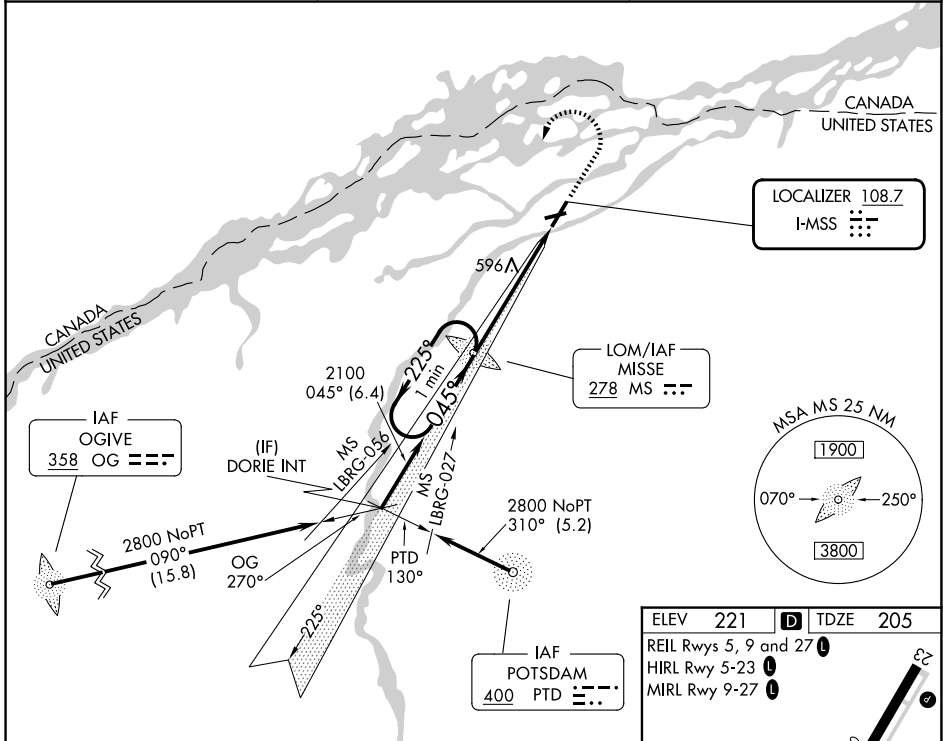 CANADA
UNITED STATES
LOCALIZER 108.7
I-MSS
596
CANADA
UNITED STATES
225°
1 min
045°
2100
045° (6.4)
LOM/IAF
MISSE
278 MS
IAF
OGIVE
358 OG
(IF)
DORIE INT
MS
LBRG-056
MS
LBRG-027
MSA MS 25 NM
1900
070°
250°
3800
2800 NoPT
090°
(15.8)
OG
270°
PTD
130°
2800 NoPT
310° (5.2)
225°
IAF
POTSDAM
400 PTD
ELEV 221 D TDZE 205
REIL Rwys 5, 9 and 27 L
HIRL Rwy 5-23 L
MIRL Rwy 9-27 L
23
P